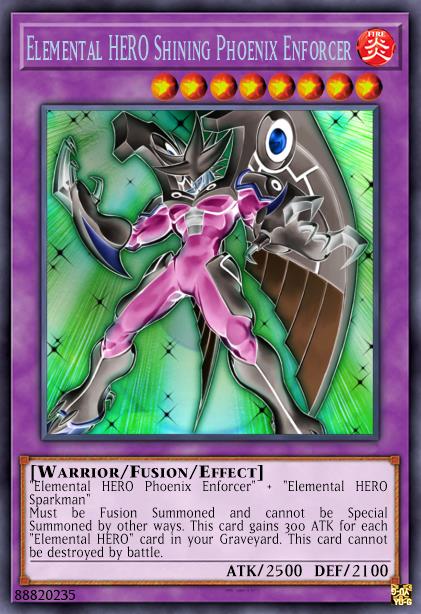 Elemental HERO Shining Phoenix Enforcer
FIRE
炎
[Warrior/Fusion/Effect]
"Elemental HERO Phoenix Enforcer" + "Elemental HERO
Sparkman"
Must be Fusion Summoned and cannot be Special
Summoned by other ways. This card gains 300 ATK for each
"Elemental HERO" card in your Graveyard. This card cannot
be destroyed by battle.
ATK/2500 DEF/2100
88820235